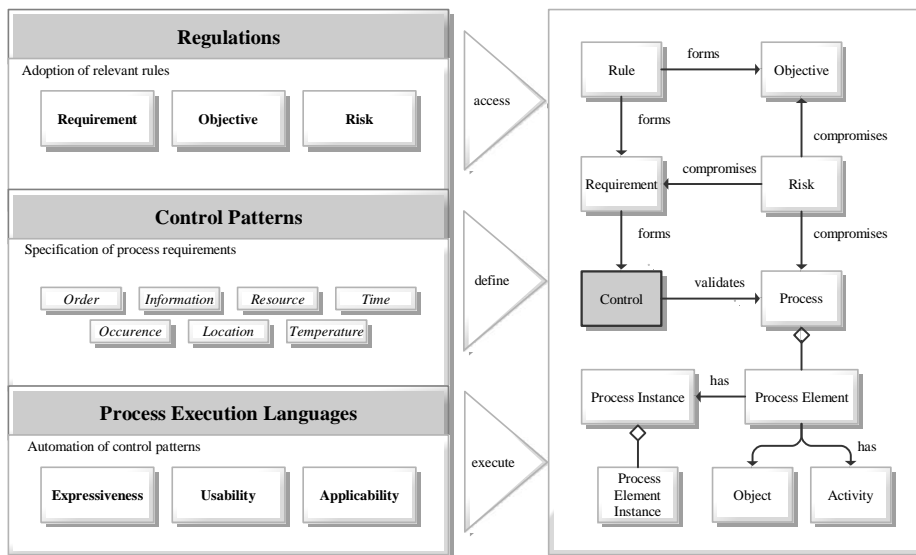 Regulations
Adoption of relevant rules
Requirement
Objective
Risk
Control Patterns
Specification of process requirements
Order
Information
Resource
Time
Occurence
Location
Temperature
Process Execution Languages
Automation of control patterns
Expressiveness
Usability
Applicability
access
define
execute
Rule
forms
Objective
forms
compromises
Requirement
compromises
Risk
forms
compromises
Control
validates
Process
Process Instance
has
Process Element
has
Process
Element
Instance
Object
Activity